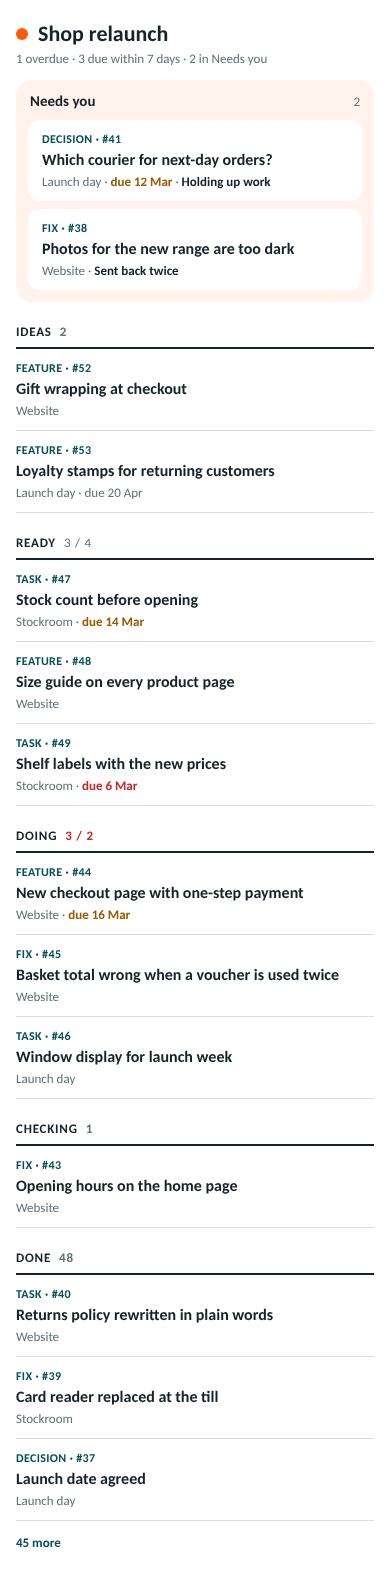 Shop relaunch
1 overdue · 3 due within 7 days · 2 in Needs you
Needs you 2
DECISION · #41
Which courier for next-day orders?
Launch day · due 12 Mar · Holding up work
FIX · #38
Photos for the new range are too dark
Website · Sent back twice
IDEAS 2
FEATURE · #52
Gift wrapping at checkout
Website
FEATURE · #53
Loyalty stamps for returning customers
Launch day · due 20 Apr
READY 3 / 4
TASK · #47
Stock count before opening
Stockroom · due 14 Mar
FEATURE · #48
Size guide on every product page
Website
TASK · #49
Shelf labels with the new prices
Stockroom · due 6 Mar
DOING 3 / 2
FEATURE · #44
New checkout page with one-step payment
Website · due 16 Mar
FIX · #45
Basket total wrong when a voucher is used twice
Website
TASK · #46
Window display for launch week
Launch day
CHECKING 1
FIX · #43
Opening hours on the home page
Website
DONE 48
TASK · #40
Returns policy rewritten in plain words
Website
FIX · #39
Card reader replaced at the till
Stockroom
DECISION · #37
Launch date agreed
Launch day
45 more